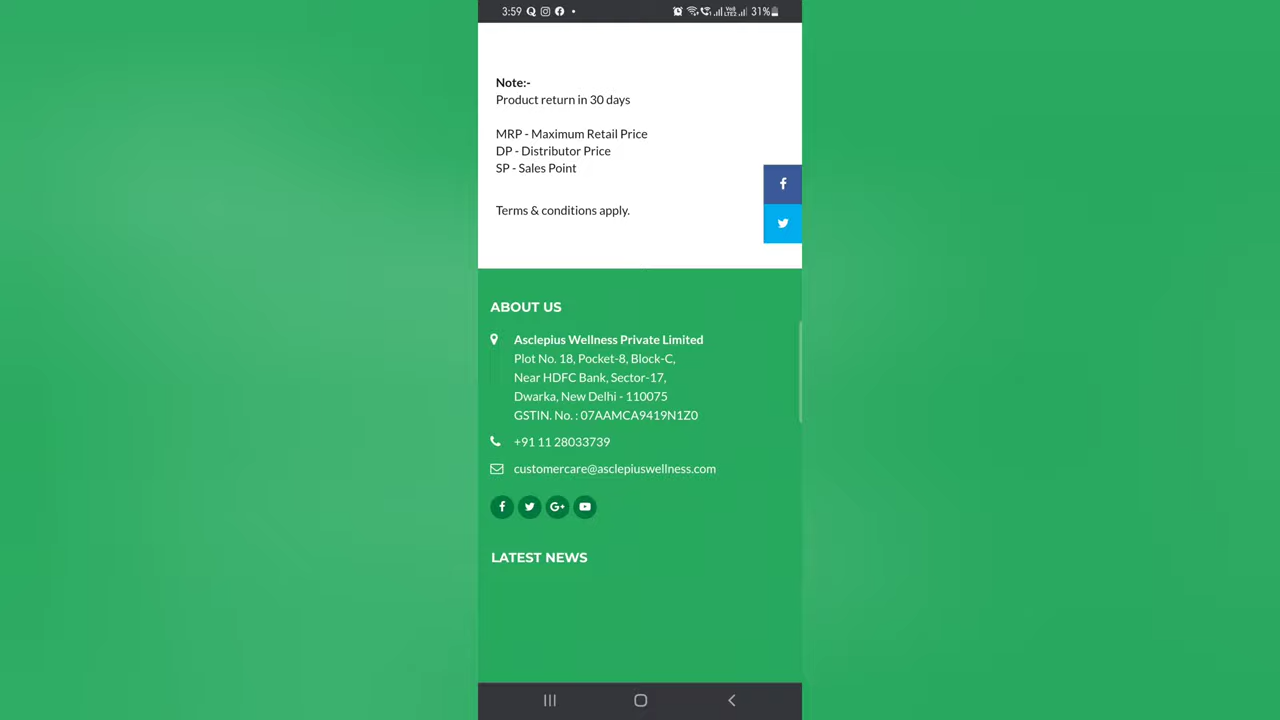 3:59
31%
Note:-
Product return in 30 days
MRP - Maximum Retail Price
DP - Distributor Price
SP - Sales Point
Terms & conditions apply.
ABOUT US
Asclepius Wellness Private Limited
Plot No. 18, Pocket-8, Block-C,
Near HDFC Bank, Sector-17,
Dwarka, New Delhi - 110075
GSTIN. No. : 07AAMCA9419N1Z0
+91 11 28033739
customercare@asclepiuswellness.com
LATEST NEWS